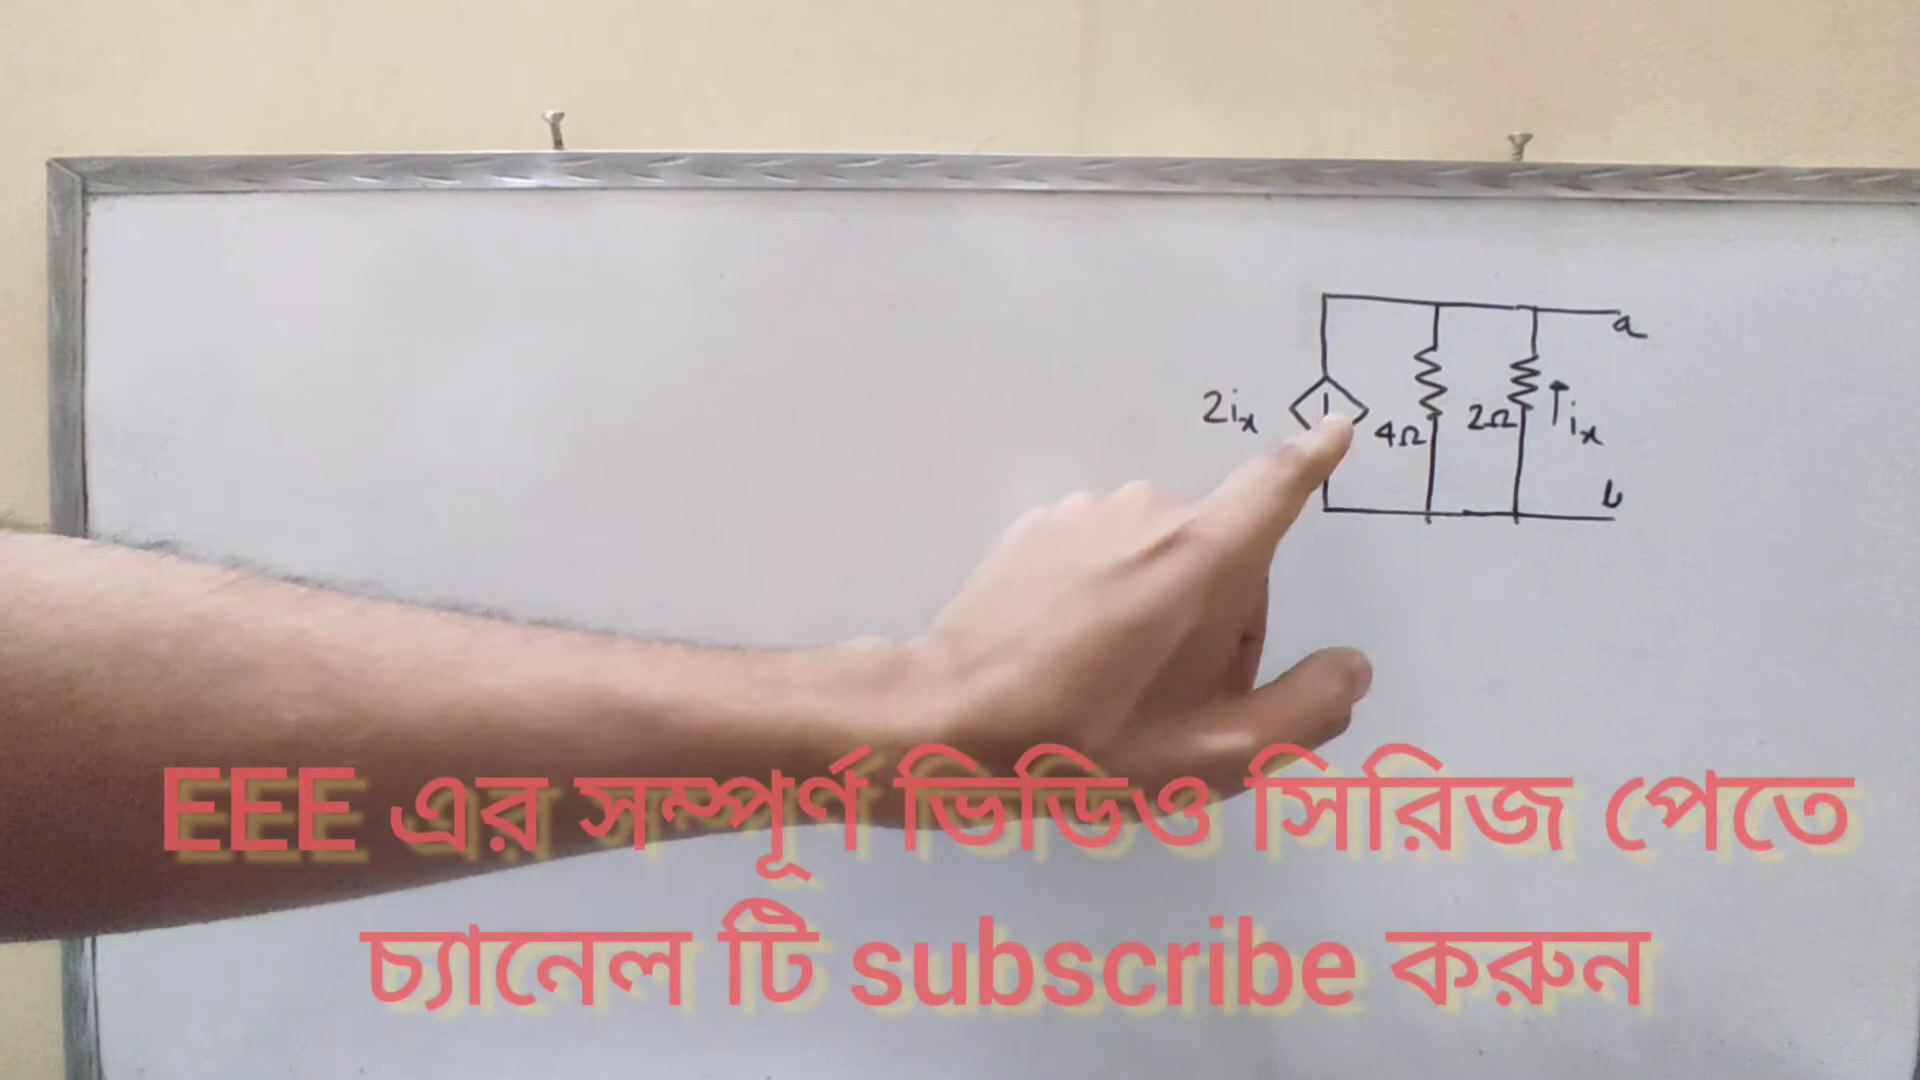 a
2iₓ
4Ω
2Ω
iₓ
b
EEE এর সম্পূর্ণ ভিডিও সিরিজ পেতে
চ্যানেল টি subscribe করুন